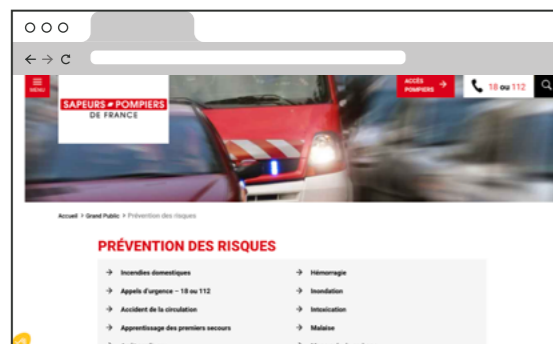 MENU
SAPEURS-POMPIERS
DE FRANCE
ACCÈS
POMPIERS
18 ou 112
Accueil > Grand Public > Prévention des risques
PRÉVENTION DES RISQUES
→ Incendies domestiques
→ Hémorragie
→ Appels d'urgence – 18 ou 112
→ Inondation
→ Accident de la circulation
→ Intoxication
→ Apprentissage des premiers secours
→ Malaise